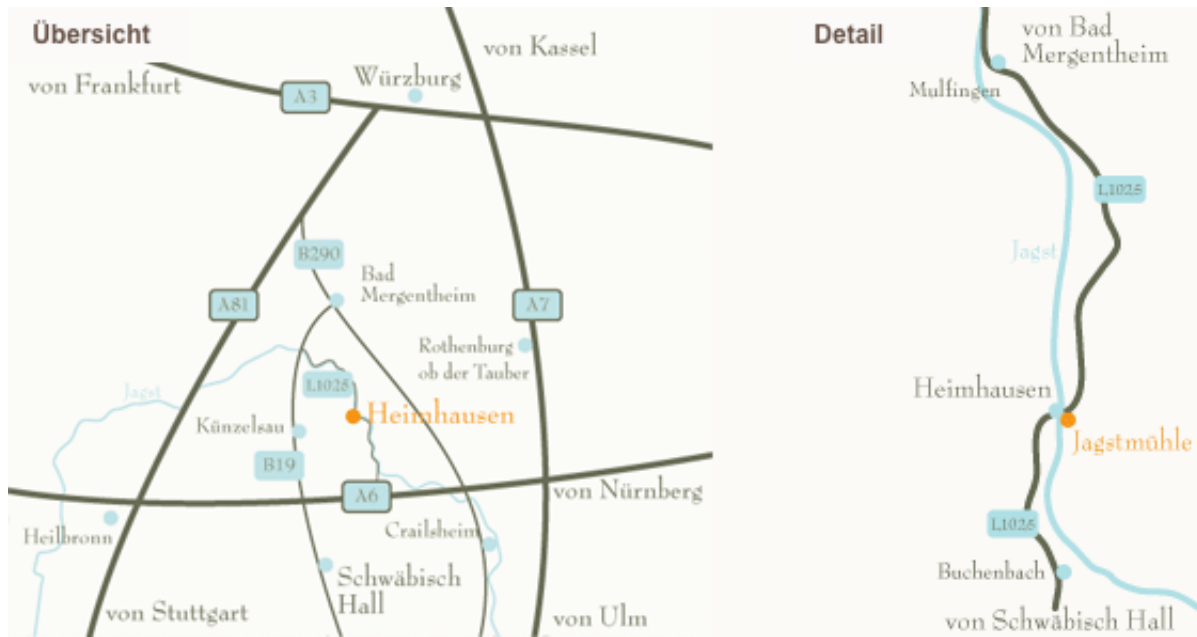 Übersicht
von Kassel
von Frankfurt
Würzburg
A3
B290
Bad
Mergentheim
A81
A7
Rothenburg
ob der Tauber
Jagst
L1025
Heimhausen
Künzelsau
B19
A6
von Nürnberg
Heilbronn
Crailsheim
Schwäbisch
Hall
von Stuttgart
von Ulm
Detail
von Bad
Mergentheim
Mulfingen
L1025
Jagst
Heimhausen
Jagstmühle
L1025
Buchenbach
von Schwäbisch Hall